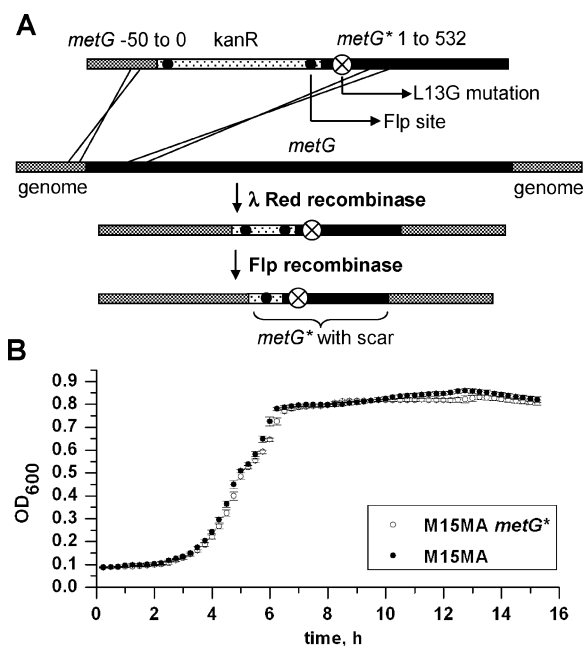 A
metG -50 to 0
kanR
metG* 1 to 532
L13G mutation
Flp site
metG
genome
genome
λ Red recombinase
Flp recombinase
metG* with scar
B
0.9
0.8
0.7
0.6
0.5
0.4
0.3
0.2
0.1
0.0
OD600
M15MA metG*
M15MA
0 2 4 6 8 10 12 14 16
time, h